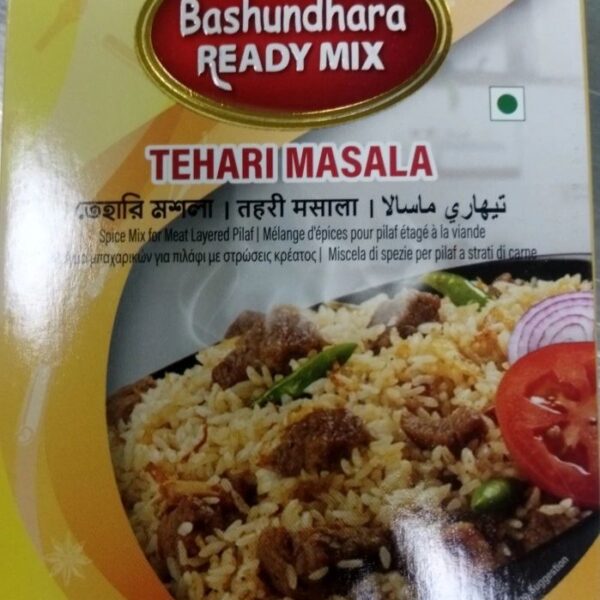 Bashundhara
READY MIX
TEHARI MASALA
তেহারি মশলা | तहरी मसाला | تيهاري ماسالا
Spice Mix for Meat Layered Pilaf | Mélange d'épices pour pilaf étagé à la viande
μπαχαρικών για πιλάφι με στρώσεις κρέατος | Miscela di spezie per pilaf a strati di carne
Suggestion